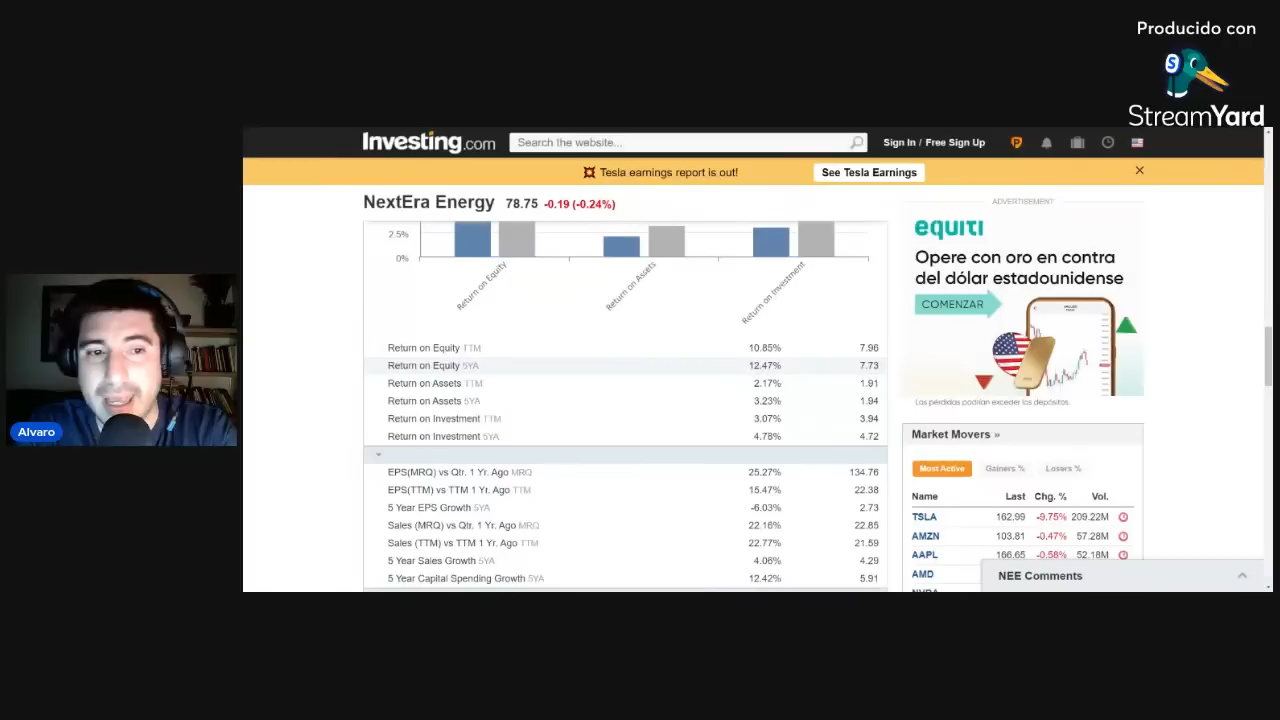 Producido con
StreamYard
Investing.com
Search the website...
Sign In / Free Sign Up
Tesla earnings report is out!
See Tesla Earnings
NextEra Energy 78.75 -0.19 (-0.24%)
2.5%
0%
Return on Equity
Return on Assets
Return on Investment
Return on Equity TTM 10.85% 7.96
Return on Equity 5YA 12.47% 7.73
Return on Assets TTM 2.17% 1.91
Return on Assets 5YA 3.23% 1.94
Return on Investment TTM 3.07% 3.94
Return on Investment 5YA 4.78% 4.72
EPS(MRQ) vs Qtr. 1 Yr. Ago MRQ 25.27% 134.76
EPS(TTM) vs TTM 1 Yr. Ago TTM 15.47% 22.38
5 Year EPS Growth 5YA -6.03% 2.73
Sales (MRQ) vs Qtr. 1 Yr. Ago MRQ 22.16% 22.85
Sales (TTM) vs TTM 1 Yr. Ago TTM 22.77% 21.59
5 Year Sales Growth 5YA 4.06% 4.29
5 Year Capital Spending Growth 5YA 12.42% 5.91
ADVERTISEMENT
equiti
Opere con oro en contra
del dólar estadounidense
COMENZAR
Las pérdidas podrían exceder los depósitos.
Market Movers »
Most Active Gainers % Losers %
Name Last Chg. % Vol.
TSLA 162.99 -9.75% 209.22M
AMZN 103.81 -0.47% 57.28M
AAPL 166.65 -0.58% 52.18M
AMD
NEE Comments
Alvaro